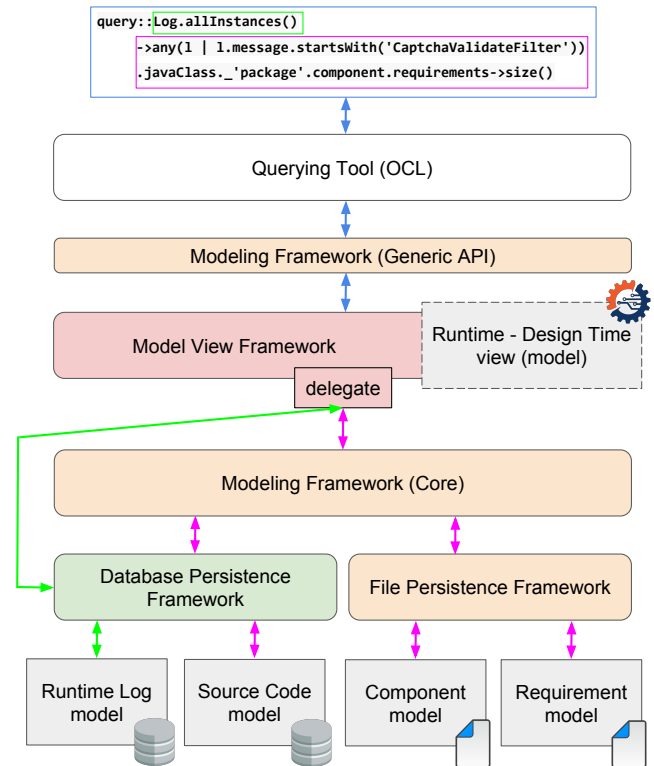 query::Log.allInstances()
->any(l | l.message.startsWith('CaptchaValidateFilter'))
.javaClass._'package'.component.requirements->size()
Querying Tool (OCL)
Modeling Framework (Generic API)
Model View Framework
Runtime - Design Time
view (model)
delegate
Modeling Framework (Core)
Database Persistence
Framework
File Persistence Framework
Runtime Log
model
Source Code
model
Component
model
Requirement
model